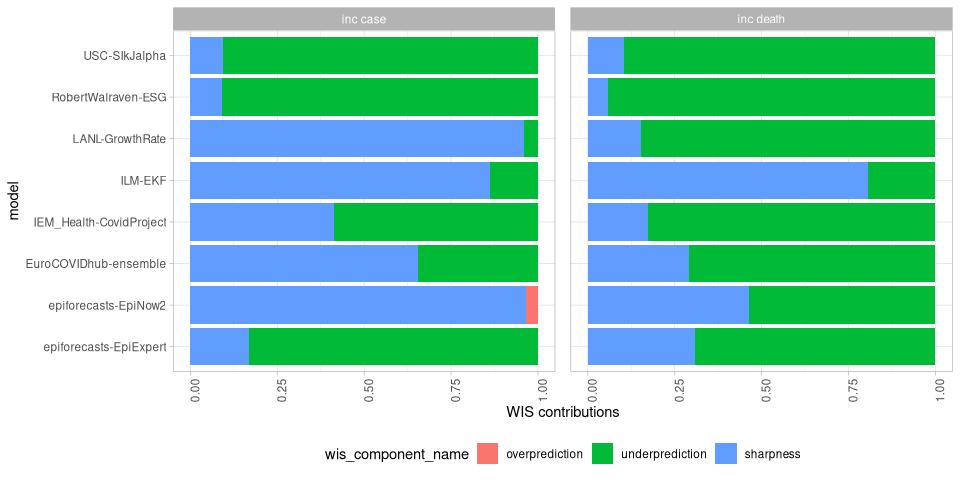 inc case
inc death
model
USC-SIkJalpha
RobertWalraven-ESG
LANL-GrowthRate
ILM-EKF
IEM_Health-CovidProject
EuroCOVIDhub-ensemble
epiforecasts-EpiNow2
epiforecasts-EpiExpert
0.00 0.25 0.50 0.75 1.00
0.00 0.25 0.50 0.75 1.00
WIS contributions
wis_component_name overprediction underprediction sharpness